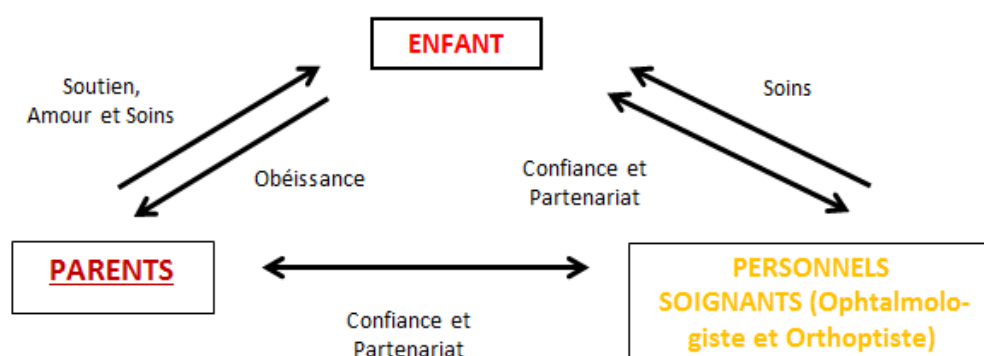 ENFANT
Soutien,
Amour et Soins
Soins
Obéissance
Confiance et
Partenariat
PARENTS
PERSONNELS
SOIGNANTS (Ophtalmolo-
giste et Orthoptiste)
Confiance et
Partenariat